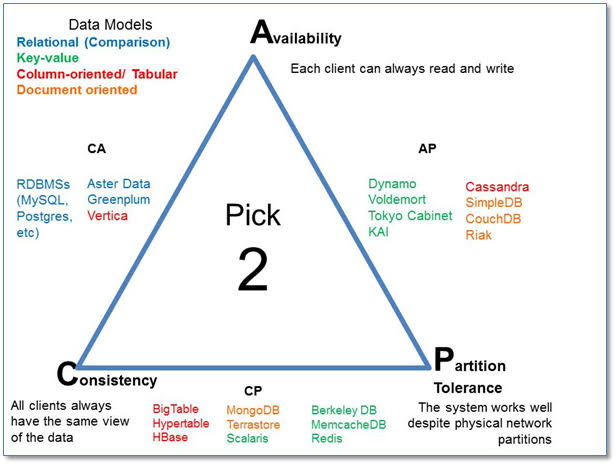 Data Models
Relational (Comparison)
Key-value
Column-oriented/ Tabular
Document oriented
Availability
Each client can always read and write
CA
RDBMSs
(MySQL,
Postgres,
etc)
Aster Data
Greenplum
Vertica
AP
Dynamo
Voldemort
Tokyo Cabinet
KAI
Cassandra
SimpleDB
CouchDB
Riak
Pick
2
Consistency
All clients always
have the same view
of the data
CP
BigTable
Hypertable
HBase
MongoDB
Terrastore
Scalaris
Berkeley DB
MemcacheDB
Redis
Partition
Tolerance
The system works well
despite physical network
partitions